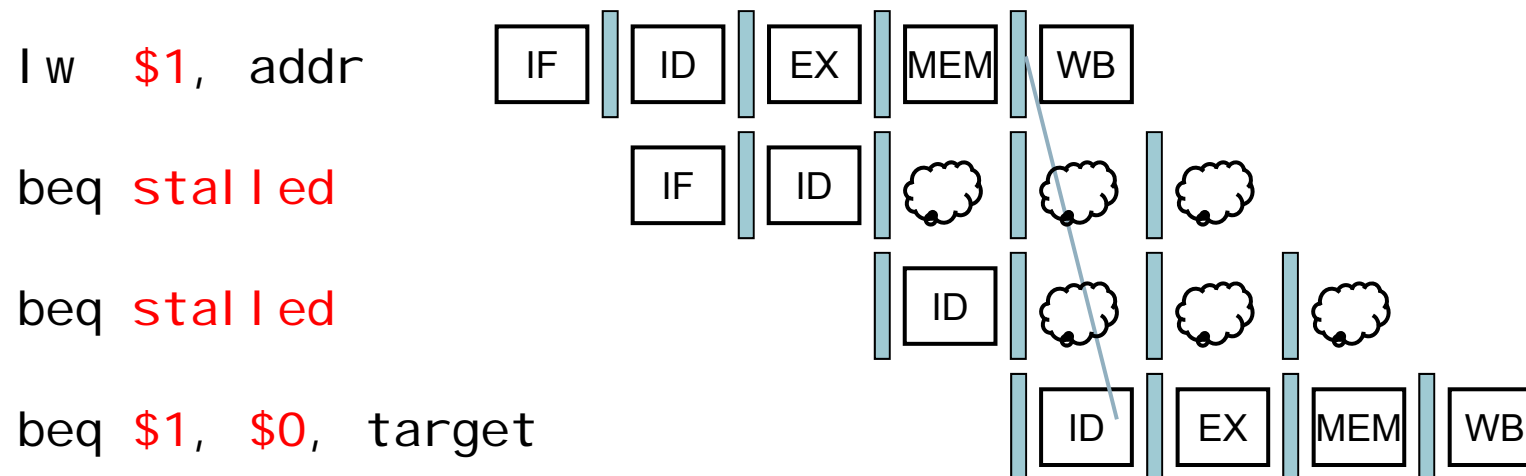 lw $1, addr IF ID EX MEM WB
beq stalled IF ID
beq stalled ID
beq $1, $0, target ID EX MEM WB